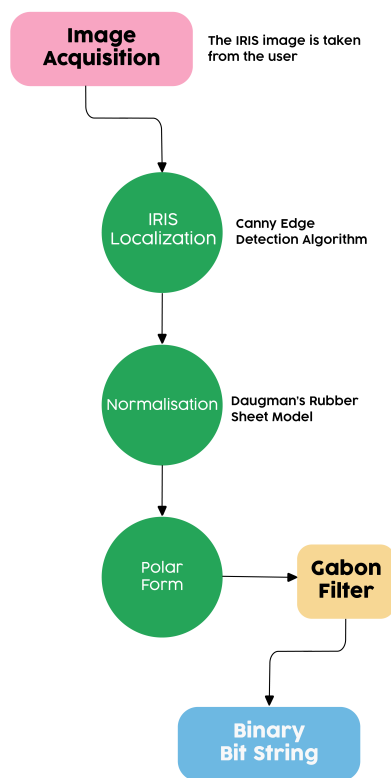 Image
Acquisition
The IRIS image is taken
from the user
IRIS
Localization
Canny Edge
Detection Algorithm
Normalisation
Daugman's Rubber
Sheet Model
Polar
Form
Gabon
Filter
Binary
Bit String